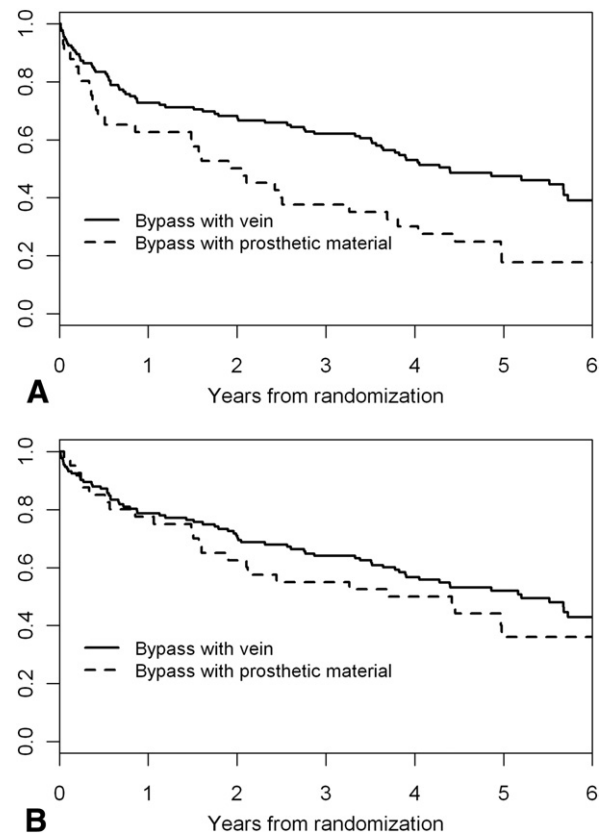 1.0
0.8
0.6
0.4
0.2
0.0
Bypass with vein
Bypass with prosthetic material
0 1 2 3 4 5 6
Years from randomization
A
1.0
0.8
0.6
0.4
0.2
0.0
Bypass with vein
Bypass with prosthetic material
0 1 2 3 4 5 6
Years from randomization
B